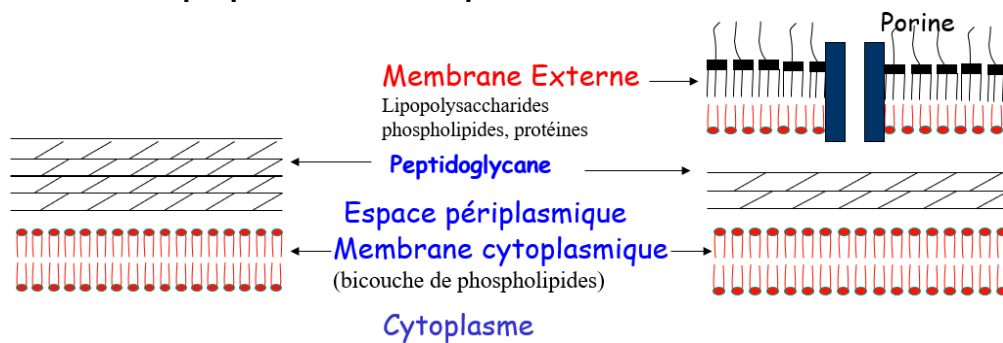 Porine
Membrane Externe
Lipopolysaccharides
phospholipides, protéines
Peptidoglycane
Espace périplasmique
Membrane cytoplasmique
(bicouche de phospholipides)
Cytoplasme